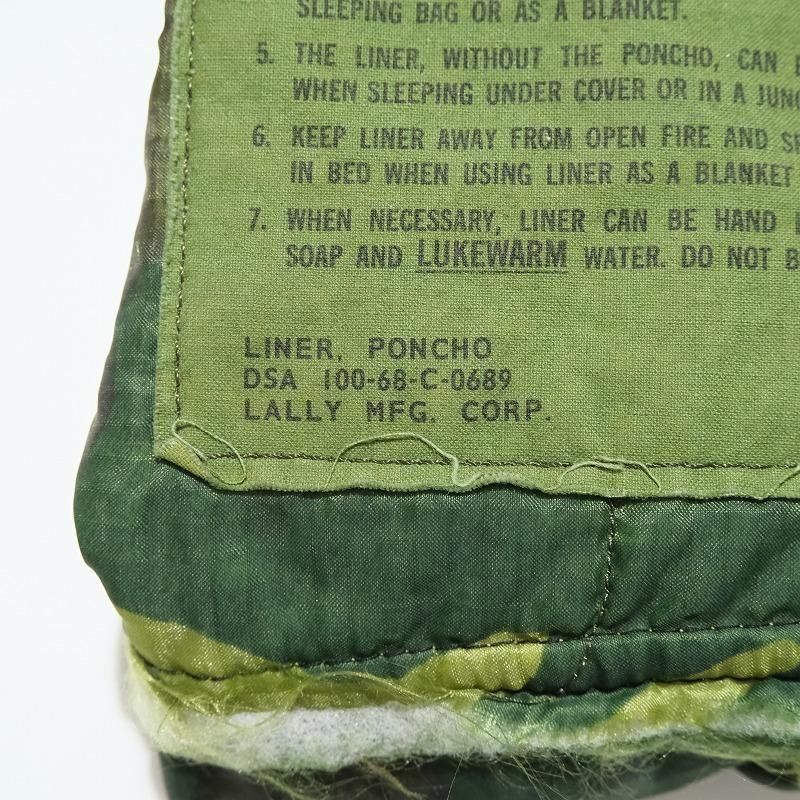 SLEEPING BAG OR AS A BLANKET.
5. THE LINER, WITHOUT THE PONCHO, CAN
WHEN SLEEPING UNDER COVER OR IN A
6. KEEP LINER AWAY FROM OPEN FIRE AND
IN BED WHEN USING LINER AS A BLANKET
7. WHEN NECESSARY, LINER CAN BE HAND
SOAP AND LUKEWARM WATER. DO NOT
LINER, PONCHO
DSA 100-68-C-0689
LALLY MFG. CORP.